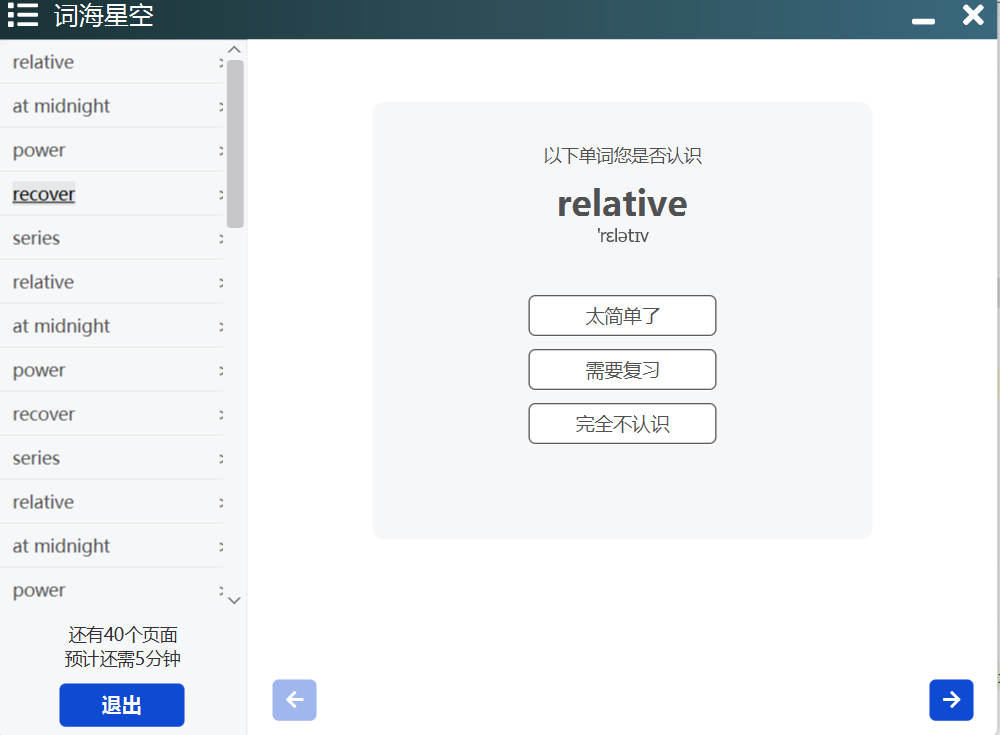 词海星空
relative
at midnight
power
recover
series
relative
at midnight
power
recover
series
relative
at midnight
power
还有40个页面
预计还需5分钟
退出
以下单词您是否认识
relative
'rɛlətɪv
太简单了
需要复习
完全不认识